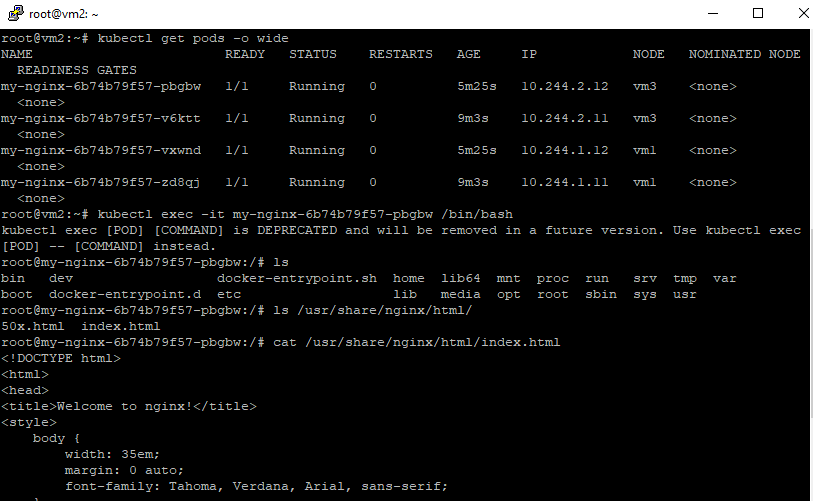 root@vm2: ~
root@vm2:~# kubectl get pods -o wide
NAME                        READY   STATUS    RESTARTS   AGE     IP            NODE   NOMINATED NODE
  READINESS GATES
my-nginx-6b74b79f57-pbgbw   1/1     Running   0          5m25s   10.244.2.12   vm3    <none>
  <none>
my-nginx-6b74b79f57-v6ktt   1/1     Running   0          9m3s    10.244.2.11   vm3    <none>
  <none>
my-nginx-6b74b79f57-vxwnd   1/1     Running   0          5m25s   10.244.1.12   vm1    <none>
  <none>
my-nginx-6b74b79f57-zd8qj   1/1     Running   0          9m3s    10.244.1.11   vm1    <none>
  <none>
root@vm2:~# kubectl exec -it my-nginx-6b74b79f57-pbgbw /bin/bash
kubectl exec [POD] [COMMAND] is DEPRECATED and will be removed in a future version. Use kubectl exec
[POD] -- [COMMAND] instead.
root@my-nginx-6b74b79f57-pbgbw:/# ls
bin   dev                  docker-entrypoint.sh  home  lib64  mnt  proc  run   srv  tmp  var
boot  docker-entrypoint.d  etc                   lib   media  opt  root  sbin  sys  usr
root@my-nginx-6b74b79f57-pbgbw:/# ls /usr/share/nginx/html/
50x.html  index.html
root@my-nginx-6b74b79f57-pbgbw:/# cat /usr/share/nginx/html/index.html
<!DOCTYPE html>
<html>
<head>
<title>Welcome to nginx!</title>
<style>
    body {
        width: 35em;
        margin: 0 auto;
        font-family: Tahoma, Verdana, Arial, sans-serif;